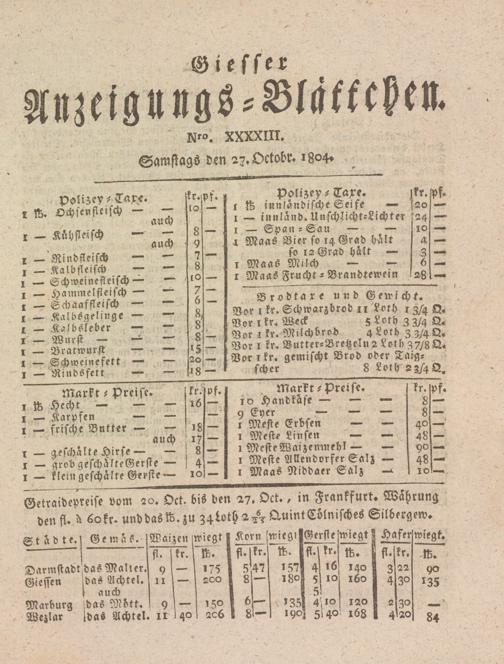 Giesser
Anzeigungs-Blättchen.
Nro. XXXXIII.
Samstags den 27. Octobr. 1804.
Polizey-Taxe. kr. pf.
1 ℔. Ochsenfleisch — 10 —
auch
1 — Kühfleisch — 8 —
auch 9 —
1 — Rindfleisch — 7 —
1 — Kalbfleisch — 8 —
1 — Schweinefleisch — 10 —
1 — Hammelfleisch — 7 —
1 — Schaaffleisch — 6 —
1 — Kalbsgelinge — 8 —
1 — Kalbsleber — 8 —
1 — Wurst — 8 —
1 — Bratwurst — 15 —
1 — Schweinefett — 20 —
1 — Rindsfett — 18 —
Polizey-Taxe. kr. pf.
1 ℔ innländische Seife — 20 —
1 — innländ. Unschlicht-Lichter 24 —
1 — Span-Sau — 10 —
1 Maas Bier so 14 Grad hält 4 —
so 12 Grad hält — 3 —
1 Maas Milch — 6 —
1 Maas Frucht-Brandtewein 28 —
Brodtaxe und Gewicht.
Vor 1 kr. Schwarzbrod 11 Loth 1 3/4 Q.
Vor 1 kr. Weck 5 Loth 3 3/4 Q.
Vor 1 kr. Milchbrod 4 Loth 3 3/4 Q.
Vor 1 kr. Butter-Bretzeln 2 Loth 3 7/8 Q.
Vor 1 kr. gemischt Brod oder Taig-
scher 8 Loth 2 3/4 Q.
Markt-Preise. kr. pf.
1 ℔ Hecht — 16 —
1 — Karpfen —
1 — frische Butter — 18 —
auch 17 —
1 — geschälte Hirse — 8 —
1 — grob geschälte Gerste — 4 —
1 — klein geschälte Gerste — 10 —
Markt-Preise. kr. pf.
10 Handkäse — 8 —
9 Eyer — 8 —
1 Meste Erbsen — 40 —
1 Meste Linsen — 48 —
1 Meste Waizenmehl — 90 —
1 Meste Allendorfer Salz — 48 —
1 Maas Niddaer Salz — 10 —
Getraidepreise vom 20. Oct. bis den 27. Oct., in Frankfurt. Währung
den fl. à 60 kr. und das ℔. zu 34 Loth 2 Quint Cölnisches Silbergew.
Städte. Gemäs. Waizen wiegt Korn wiegt Gerste wiegt Hafer wiegt.
fl. kr. ℔. fl. kr. ℔. fl. kr. ℔. fl. kr. ℔.
Darmstadt das Malter. 9 — 175 5 47 157 4 16 140 3 22 90
Giessen das Achtel. 11 — 200 8 — 180 5 10 160 4 30 135
auch 5
Marburg das Mött. 9 — 150 6 — 135 4 10 120 2 30 —
Wezlar das Achtel. 11 40 206 8 — 190 5 40 168 4 20 84